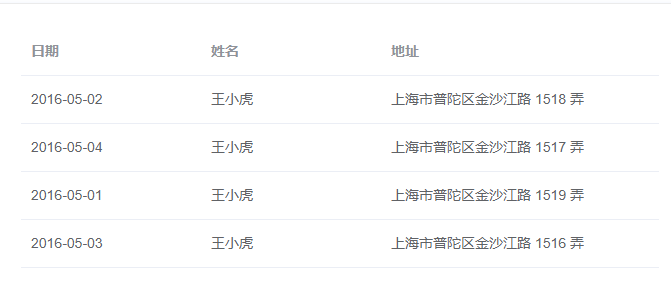 日期 姓名 地址
2016-05-02 王小虎 上海市普陀区金沙江路 1518 弄
2016-05-04 王小虎 上海市普陀区金沙江路 1517 弄
2016-05-01 王小虎 上海市普陀区金沙江路 1519 弄
2016-05-03 王小虎 上海市普陀区金沙江路 1516 弄